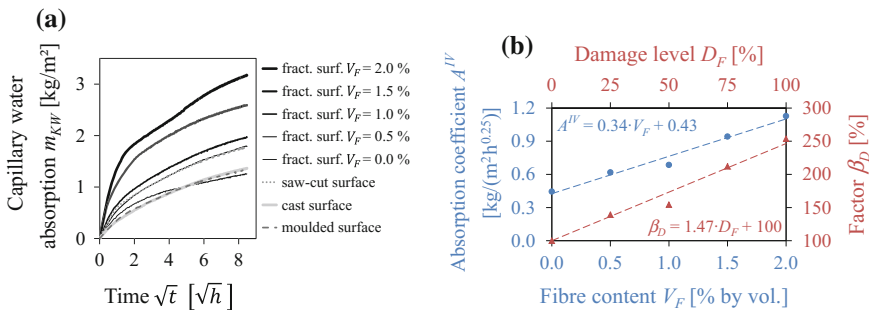 (a)
Capillary water
absorption m_KW [kg/m²]
3
2
1
0
0 2 4 6 8
Time √t [√h]
fract. surf. V_F = 2.0 %
fract. surf. V_F = 1.5 %
fract. surf. V_F = 1.0 %
fract. surf. V_F = 0.5 %
fract. surf. V_F = 0.0 %
saw-cut surface
cast surface
moulded surface
(b)
Damage level D_F [%]
0 25 50 75 100
Absorption coefficient A^IV
[kg/(m²h^0.25)]
1.2
0.9
0.6
0.3
0.0
A^IV = 0.34·V_F + 0.43
β_D = 1.47·D_F + 100
300
250
200
150
100
Factor β_D [%]
0.0 0.5 1.0 1.5 2.0
Fibre content V_F [% by vol.]